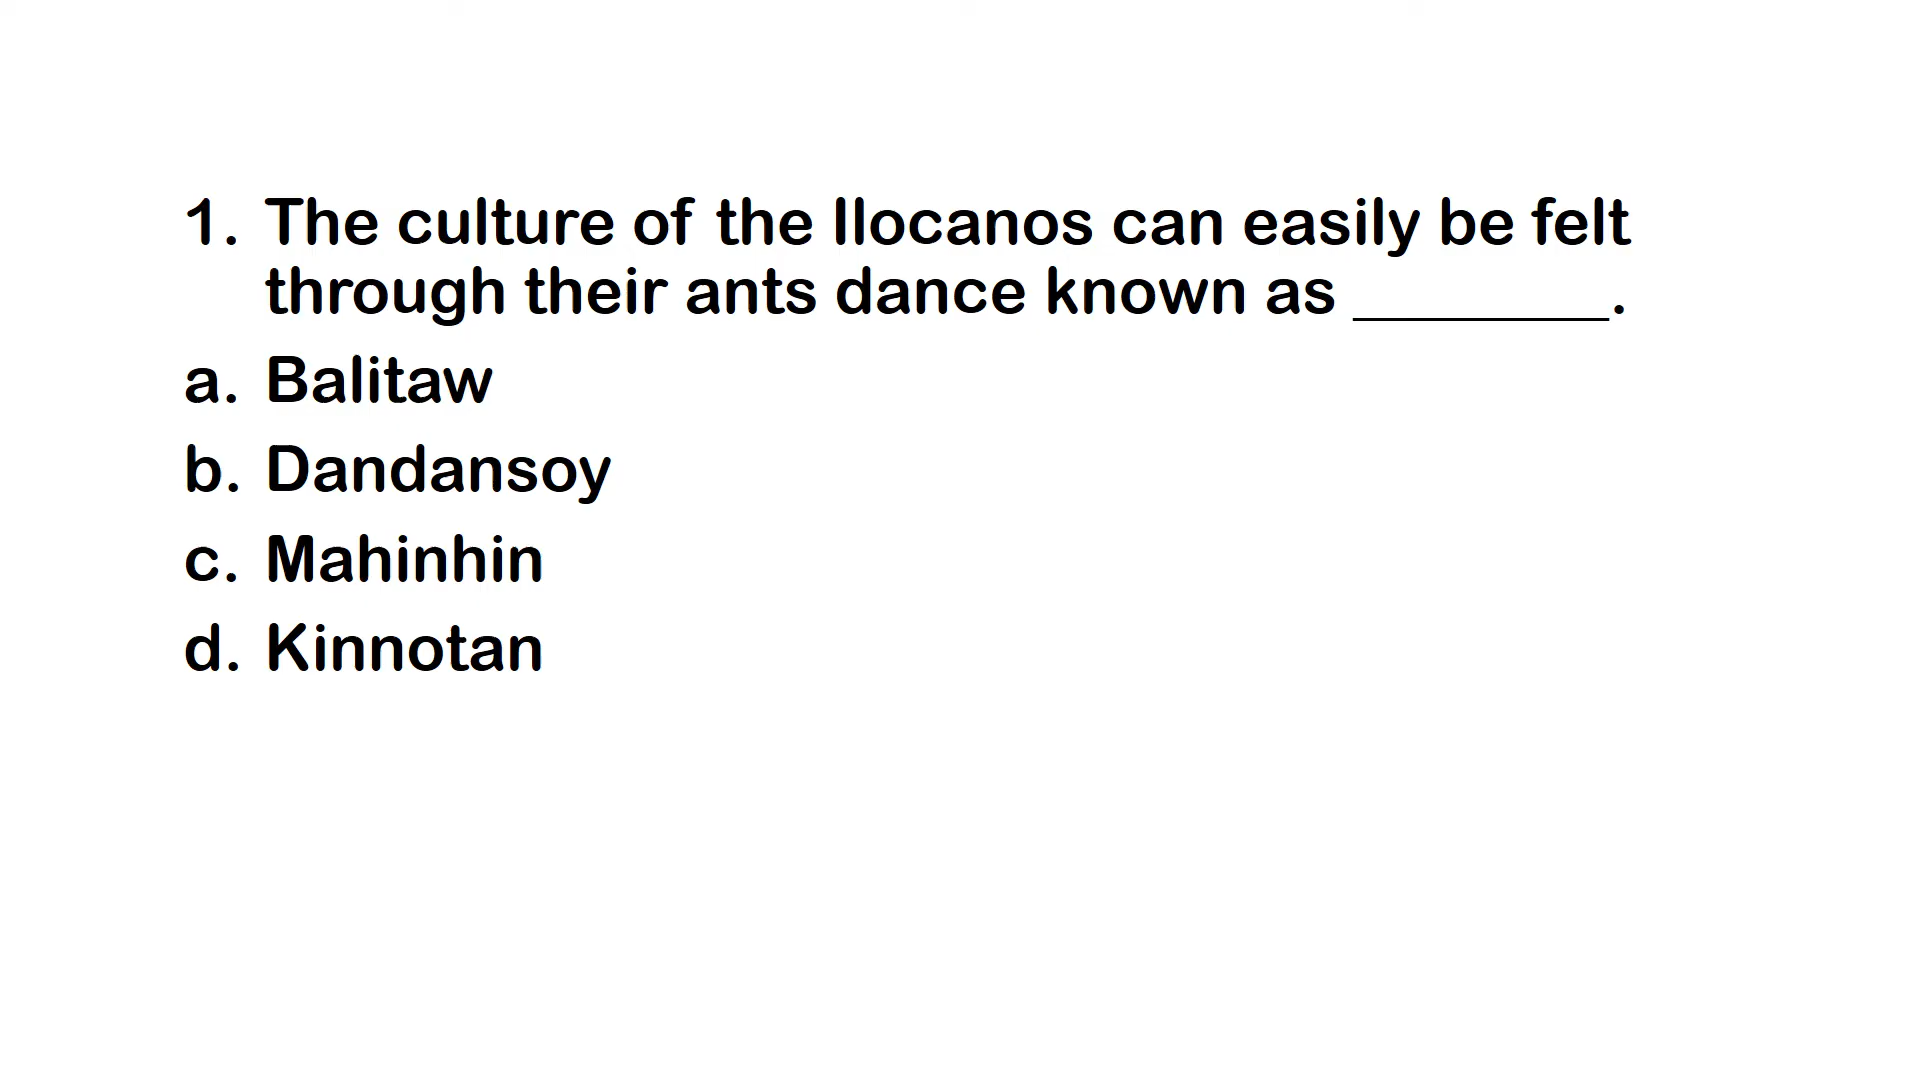 1. The culture of the Ilocanos can easily be felt
through their ants dance known as ________.
a. Balitaw
b. Dandansoy
c. Mahinhin
d. Kinnotan